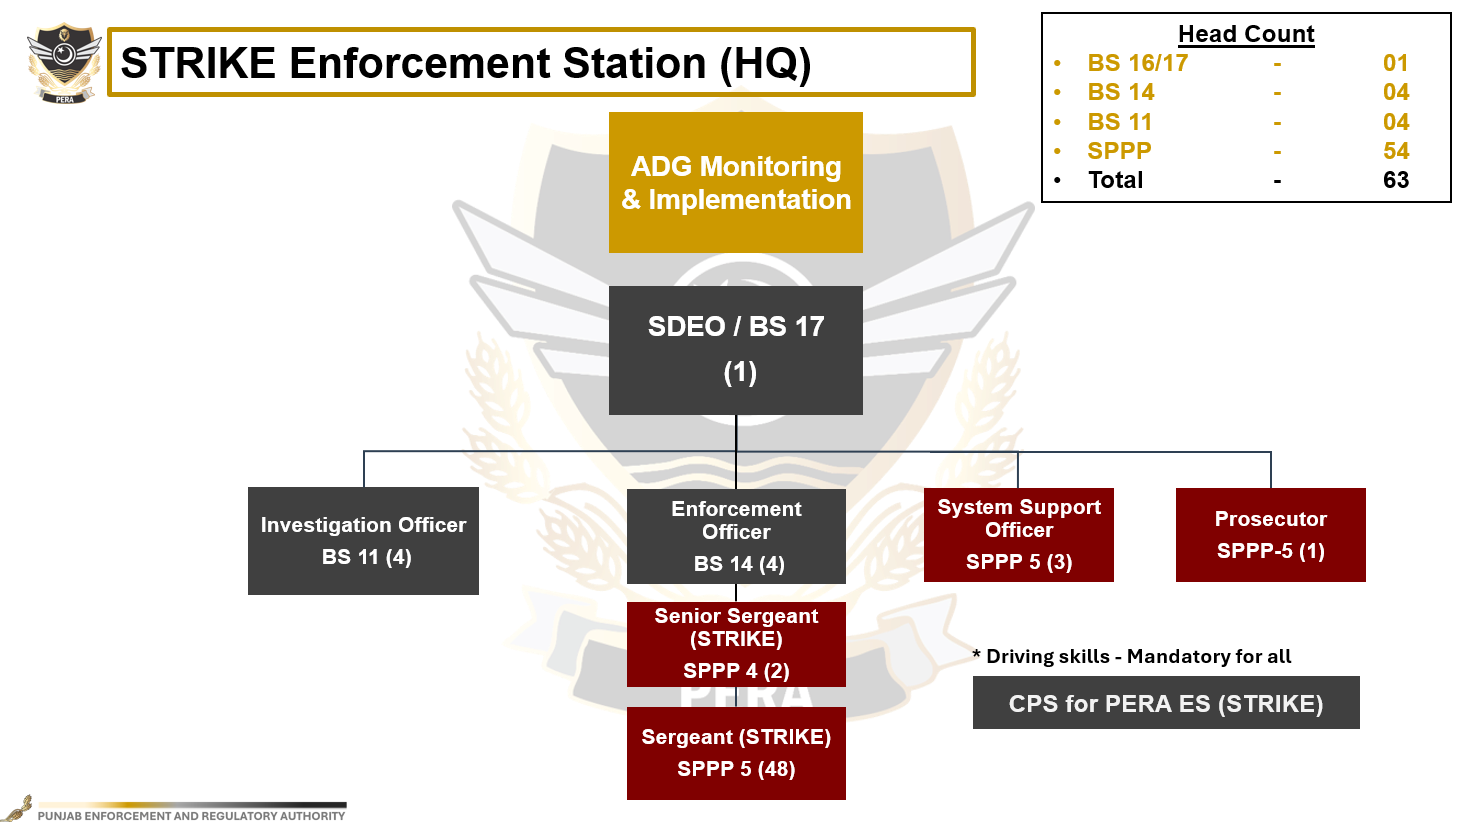 PERA
STRIKE Enforcement Station (HQ)
Head Count
• BS 16/17 - 01
• BS 14 - 04
• BS 11 - 04
• SPPP - 54
• Total - 63
ADG Monitoring
& Implementation
SDEO / BS 17
(1)
Investigation Officer
BS 11 (4)
Enforcement
Officer
BS 14 (4)
System Support
Officer
SPPP 5 (3)
Prosecutor
SPPP-5 (1)
Senior Sergeant
(STRIKE)
SPPP 4 (2)
PERA
Sergeant (STRIKE)
SPPP 5 (48)
* Driving skills - Mandatory for all
CPS for PERA ES (STRIKE)
PUNJAB ENFORCEMENT AND REGULATORY AUTHORITY